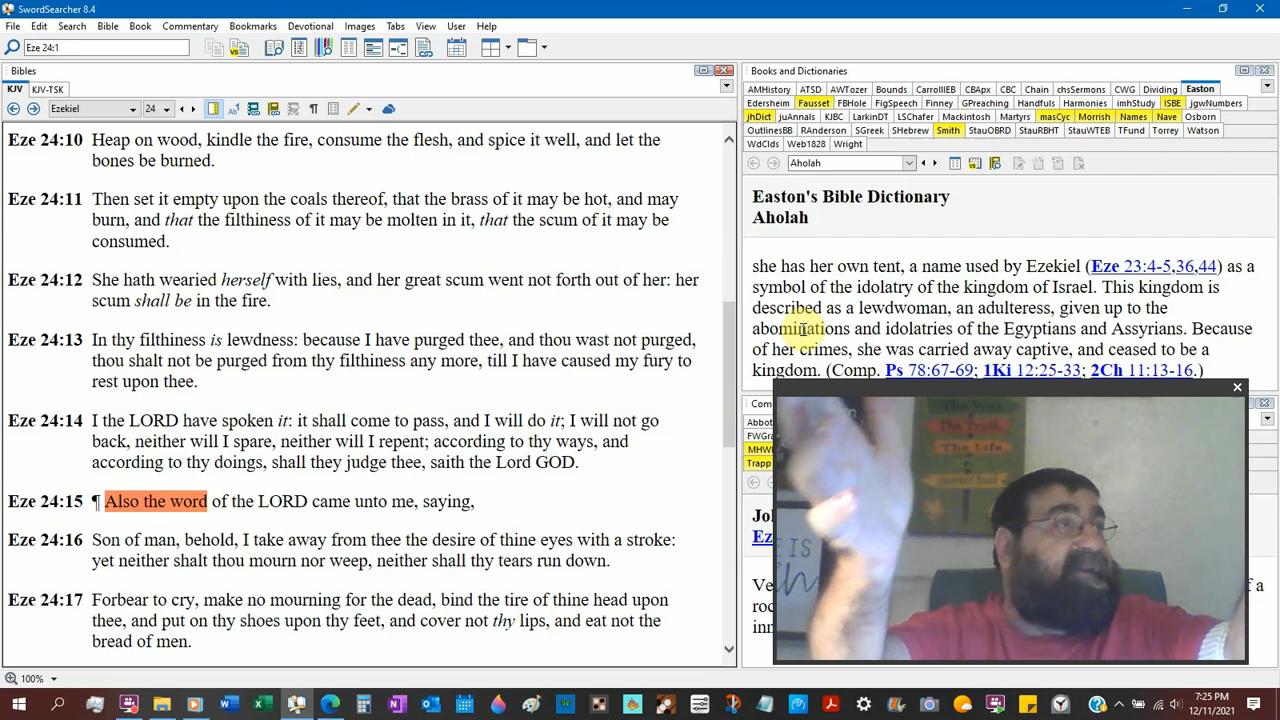 SwordSearcher 8.4
File Edit Search Bible Book Commentary Bookmarks Devotional Images Tabs View User Help
Eze 24:1
Bibles
KJV KJV-TSK
Ezekiel 24
Eze 24:10 Heap on wood, kindle the fire, consume the flesh, and spice it well, and let the
bones be burned.
Eze 24:11 Then set it empty upon the coals thereof, that the brass of it may be hot, and may
burn, and that the filthiness of it may be molten in it, that the scum of it may be
consumed.
Eze 24:12 She hath wearied herself with lies, and her great scum went not forth out of her: her
scum shall be in the fire.
Eze 24:13 In thy filthiness is lewdness: because I have purged thee, and thou wast not purged,
thou shalt not be purged from thy filthiness any more, till I have caused my fury to
rest upon thee.
Eze 24:14 I the LORD have spoken it: it shall come to pass, and I will do it; I will not go
back, neither will I spare, neither will I repent; according to thy ways, and
according to thy doings, shall they judge thee, saith the Lord GOD.
Eze 24:15 ¶ Also the word of the LORD came unto me, saying,
Eze 24:16 Son of man, behold, I take away from thee the desire of thine eyes with a stroke:
yet neither shalt thou mourn nor weep, neither shall thy tears run down.
Eze 24:17 Forbear to cry, make no mourning for the dead, bind the tire of thine head upon
thee, and put on thy shoes upon thy feet, and cover not thy lips, and eat not the
bread of men.
100%
Books and Dictionaries
AMHistory ATSD AWTozer Bounds CarrollIEB CBApx CBC Chain chsSermons CWG Dividing Easton
Edersheim Fausset FBHole FigSpeech Finney GPreaching Handfuls Harmonies imhStudy ISBE jgwNumbers
jhDict juAnnals KJBC LarkinDT LSChafer Mackintosh Martyrs masCyc Morrish Names Nave Osborn
OutlinesBB RAnderson SGreek SHebrew Smith StauOBRD StauRBHT StauWTEB TFund Torrey Watson
WdClds Web1828 Wright
Aholah
Easton's Bible Dictionary
Aholah
she has her own tent, a name used by Ezekiel (Eze 23:4-5,36,44) as a
symbol of the idolatry of the kingdom of Israel. This kingdom is
described as a lewdwoman, an adulteress, given up to the
abominations and idolatries of the Egyptians and Assyrians. Because
of her crimes, she was carried away captive, and ceased to be a
kingdom. (Comp. Ps 78:67-69; 1Ki 12:25-33; 2Ch 11:13-16.)
Com
Abbot
FWGra
MHW
Trapp
The Way
The Truth
The Life
Joh
Ez
Ve
f a
roc
inn
7:25 PM
12/11/2021